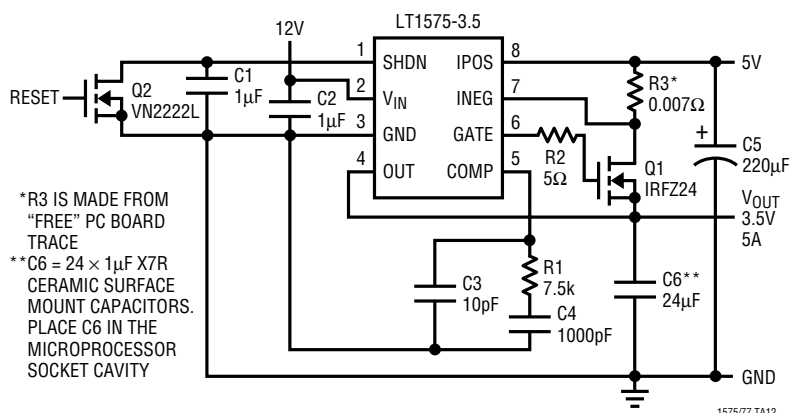 LT1575-3.5
12V
1 SHDN
2 VIN
3 GND
4 OUT
IPOS 8
INEG 7
GATE 6
COMP 5
RESET
Q2
VN2222L
C1
1µF
C2
1µF
R3*
0.007Ω
5V
+
C5
220µF
R2
5Ω
Q1
IRFZ24
VOUT
3.5V
5A
*R3 IS MADE FROM
“FREE” PC BOARD
TRACE
**C6 = 24 × 1µF X7R
CERAMIC SURFACE
MOUNT CAPACITORS.
PLACE C6 IN THE
MICROPROCESSOR
SOCKET CAVITY
C3
10pF
R1
7.5k
C4
1000pF
C6**
24µF
GND
1575/77 TA12